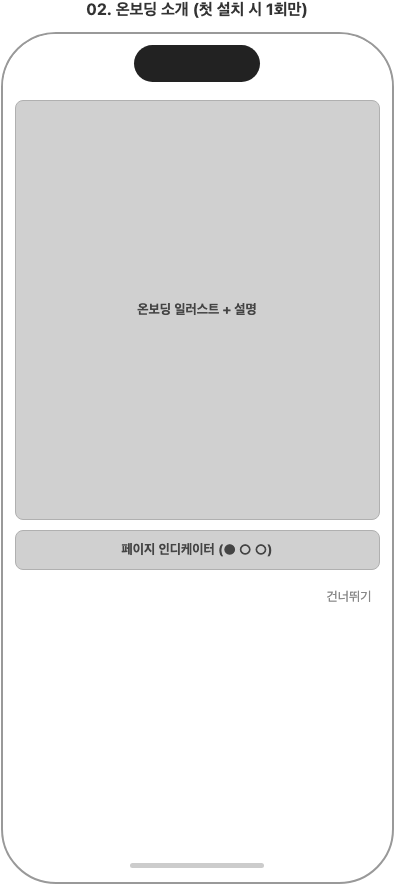 02. 온보딩 소개 (첫 설치 시 1회만)
온보딩 일러스트 + 설명
페이지 인디케이터 (● ○ ○)
건너뛰기